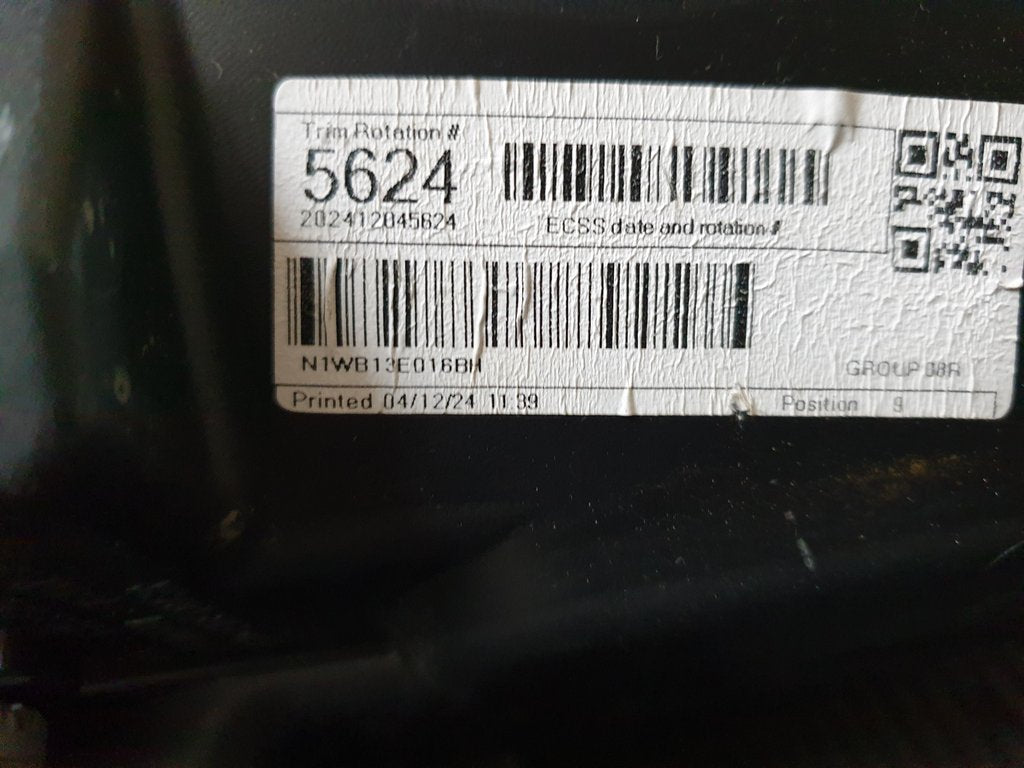 Trim Rotation #
5624
202412045624
ECSS date and rotation #
N1WB13E016BH
GROUP 08R
Printed 04/12/24 11:39
Position 9